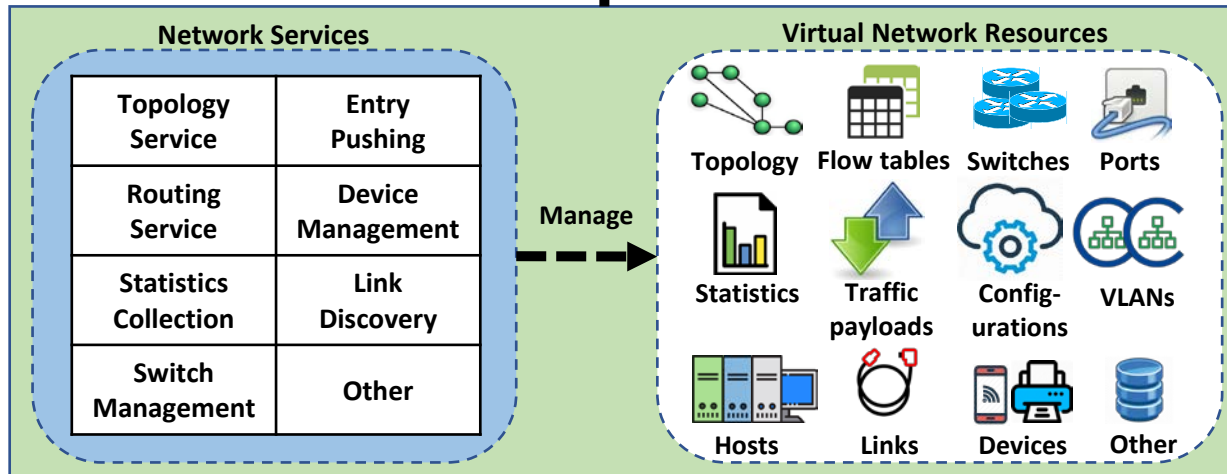 Network Services
Topology
Service
Entry
Pushing
Routing
Service
Device
Management
Statistics
Collection
Link
Discovery
Switch
Management
Other
Manage
Virtual Network Resources
Topology
Flow tables
Switches
Ports
Statistics
Traffic
payloads
Config-
urations
VLANs
Hosts
Links
Devices
Other